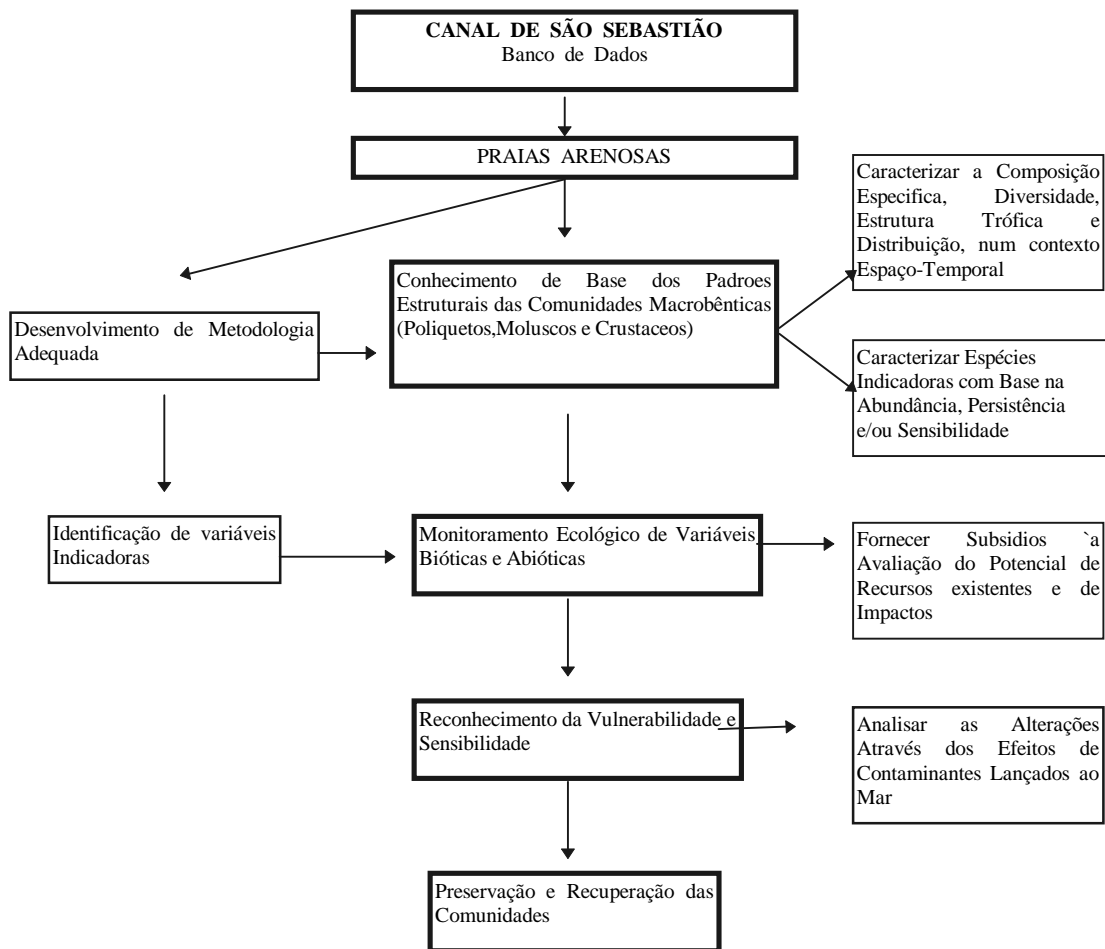 CANAL DE SÃO SEBASTIÃO
Banco de Dados
PRAIAS ARENOSAS
Caracterizar a Composição
Especifica, Diversidade,
Estrutura Trófica e
Distribuição, num contexto
Espaço-Temporal
Conhecimento de Base dos Padroes
Estruturais das Comunidades Macrobênticas
(Poliquetos,Moluscos e Crustaceos)
Desenvolvimento de Metodologia
Adequada
Caracterizar Espécies
Indicadoras com Base na
Abundância, Persistência
e/ou Sensibilidade
Identificação de variáveis
Indicadoras
Monitoramento Ecológico de Variáveis
Bióticas e Abióticas
Fornecer Subsidios `a
Avaliação do Potencial de
Recursos existentes e de
Impactos
Reconhecimento da Vulnerabilidade e
Sensibilidade
Analisar as Alterações
Através dos Efeitos de
Contaminantes Lançados ao
Mar
Preservação e Recuperação das
Comunidades